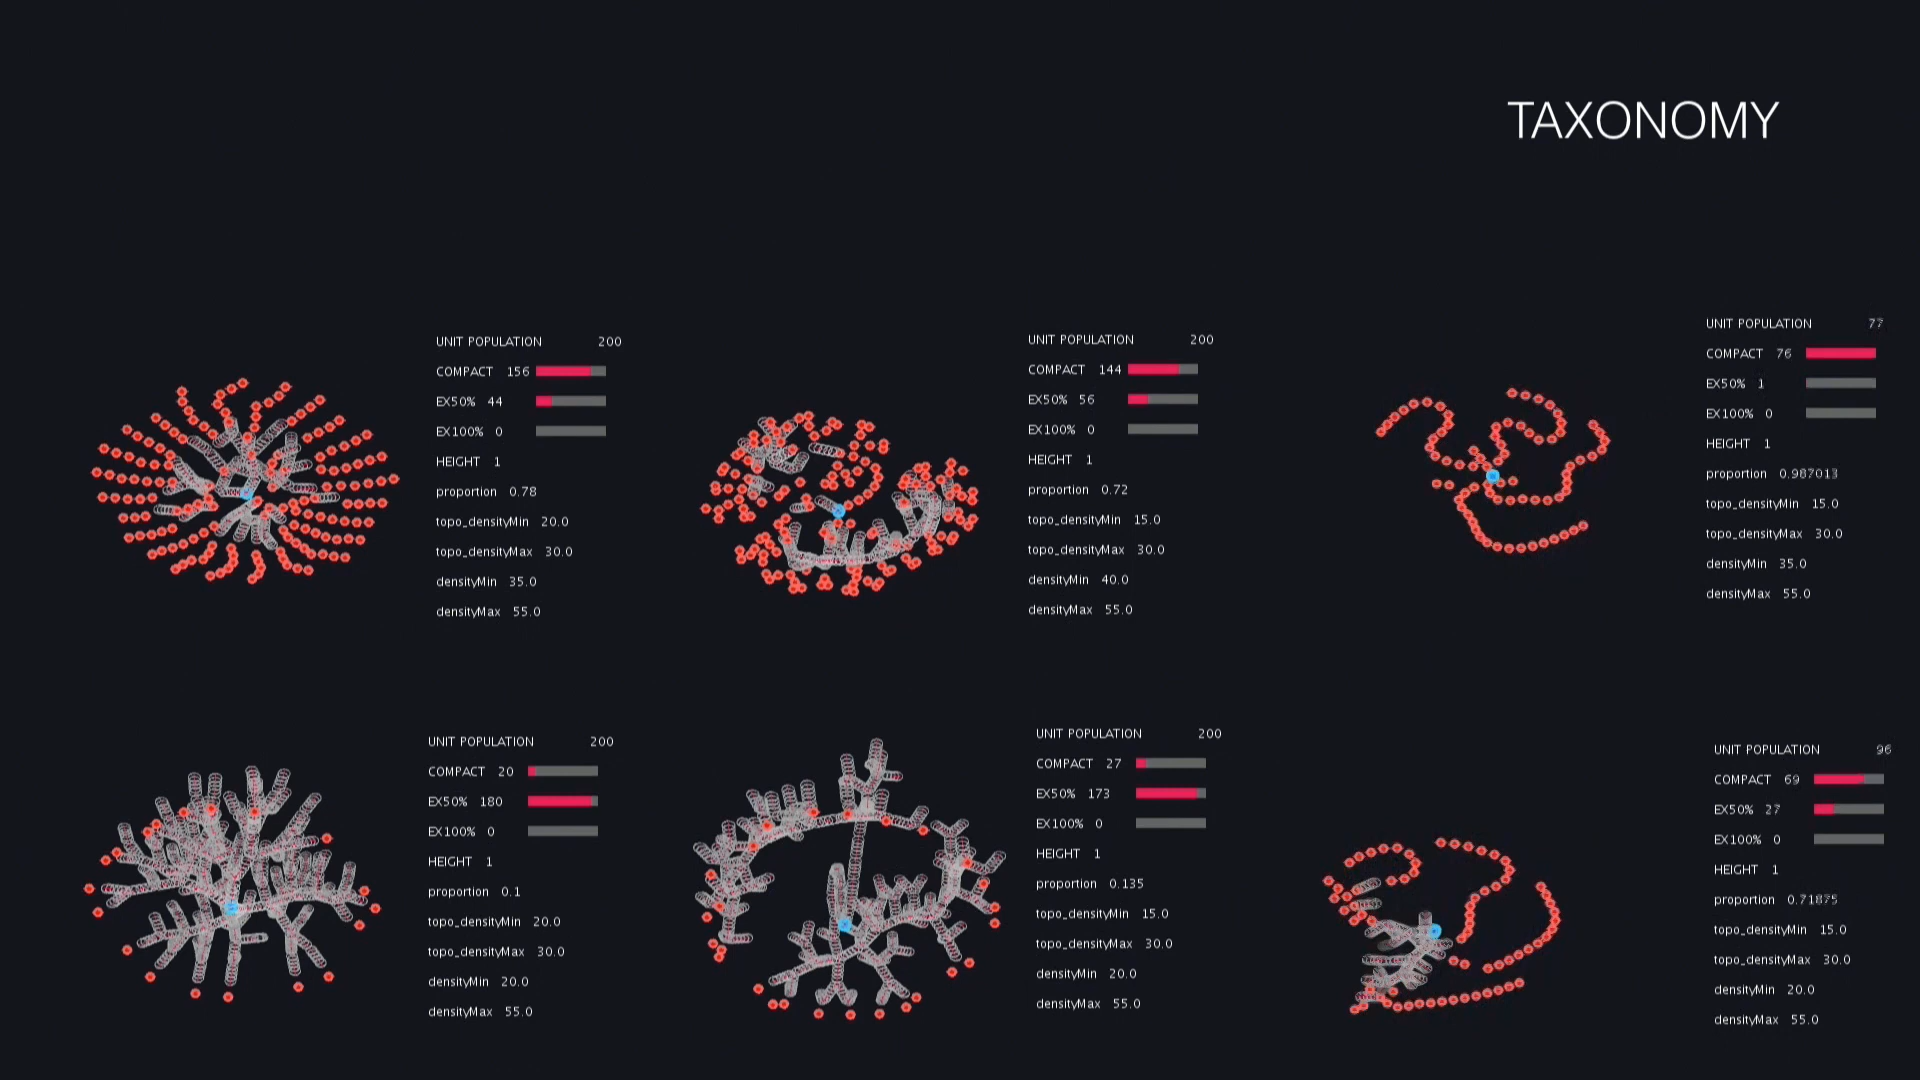 TAXONOMY
UNIT POPULATION 200
COMPACT 156
EX50% 44
EX100% 0
HEIGHT 1
proportion 0.78
topo_densityMin 20.0
topo_densityMax 30.0
densityMin 35.0
densityMax 55.0
UNIT POPULATION 200
COMPACT 144
EX50% 56
EX100% 0
HEIGHT 1
proportion 0.72
topo_densityMin 15.0
topo_densityMax 30.0
densityMin 40.0
densityMax 55.0
UNIT POPULATION 77
COMPACT 76
EX50% 1
EX100% 0
HEIGHT 1
proportion 0.987013
topo_densityMin 15.0
topo_densityMax 30.0
densityMin 35.0
densityMax 55.0
UNIT POPULATION 200
COMPACT 20
EX50% 180
EX100% 0
HEIGHT 1
proportion 0.1
topo_densityMin 20.0
topo_densityMax 30.0
densityMin 20.0
densityMax 55.0
UNIT POPULATION 200
COMPACT 27
EX50% 173
EX100% 0
HEIGHT 1
proportion 0.135
topo_densityMin 15.0
topo_densityMax 30.0
densityMin 20.0
densityMax 55.0
UNIT POPULATION 96
COMPACT 69
EX50% 27
EX100% 0
HEIGHT 1
proportion 0.71875
topo_densityMin 15.0
topo_densityMax 30.0
densityMin 20.0
densityMax 55.0